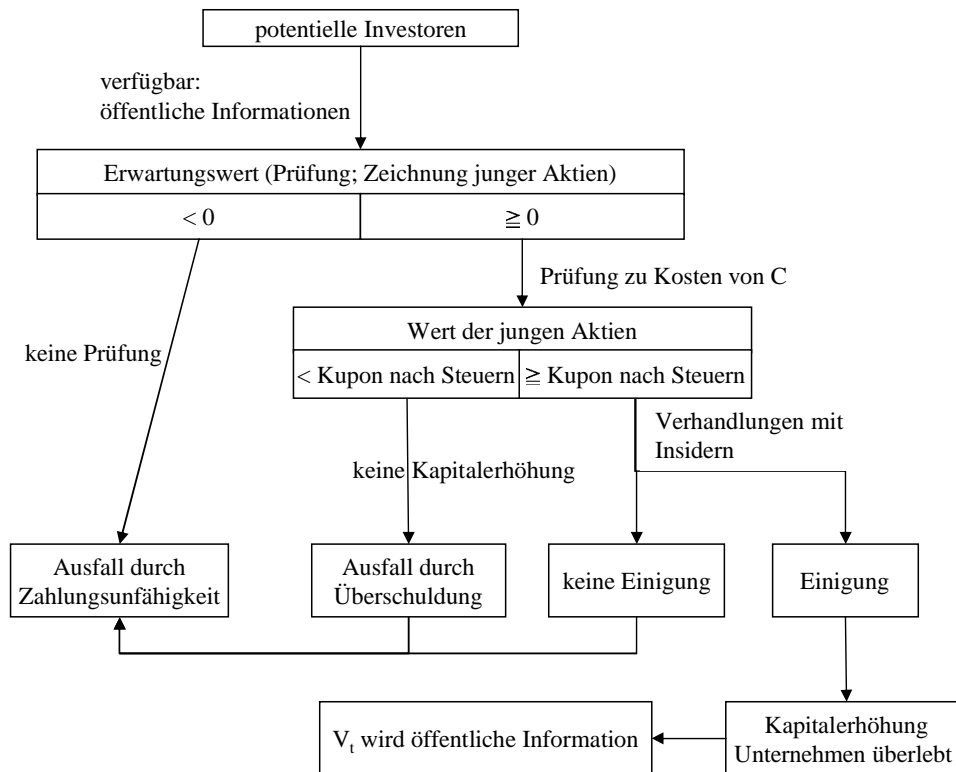 potentielle Investoren
verfügbar:
öffentliche Informationen
Erwartungswert (Prüfung; Zeichnung junger Aktien)
< 0
≧ 0
Prüfung zu Kosten von C
keine Prüfung
Wert der jungen Aktien
< Kupon nach Steuern
≧ Kupon nach Steuern
Verhandlungen mit
Insidern
keine Kapitalerhöhung
Ausfall durch
Zahlungsunfähigkeit
Ausfall durch
Überschuldung
keine Einigung
Einigung
V_t wird öffentliche Information
Kapitalerhöhung
Unternehmen überlebt